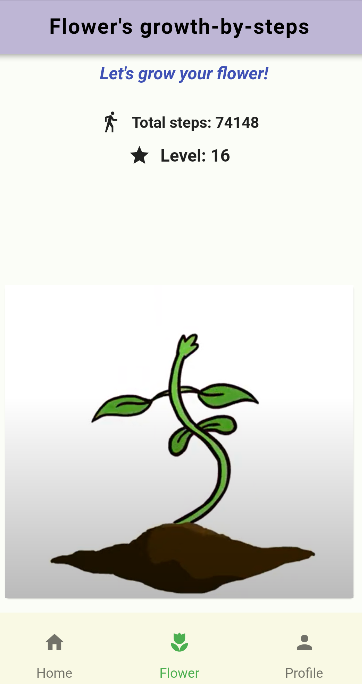 Flower's growth-by-steps
Let's grow your flower!
Total steps: 74148
Level: 16
Home
Flower
Profile